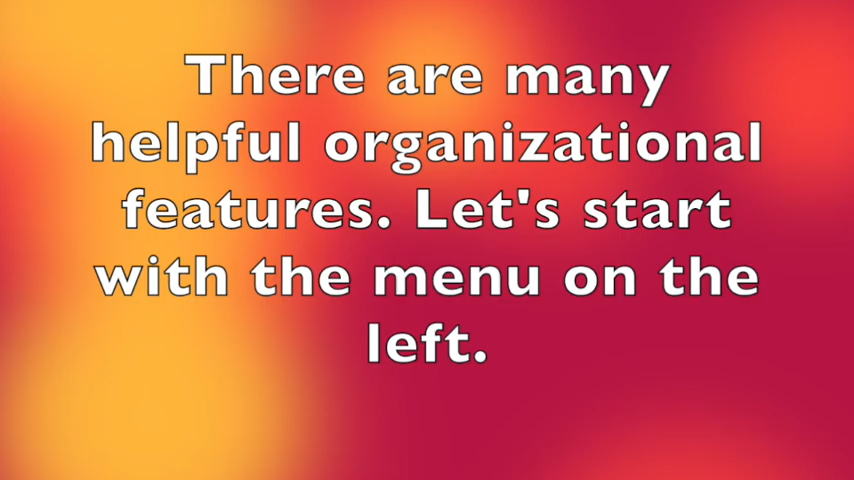 There are many
helpful organizational
features. Let's start
with the menu on the
left.